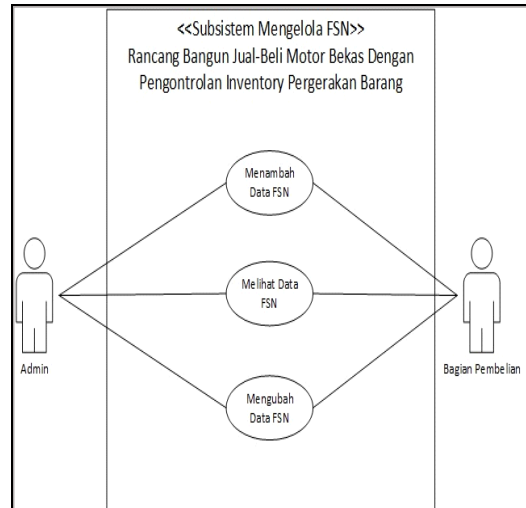 <<Subsistem Mengelola FSN>>
Rancang Bangun Jual-Beli Motor Bekas Dengan
Pengontrolan Inventory Pergerakan Barang
Menambah
Data FSN
Melihat Data
FSN
Mengubah
Data FSN
Admin
Bagian Pembelian